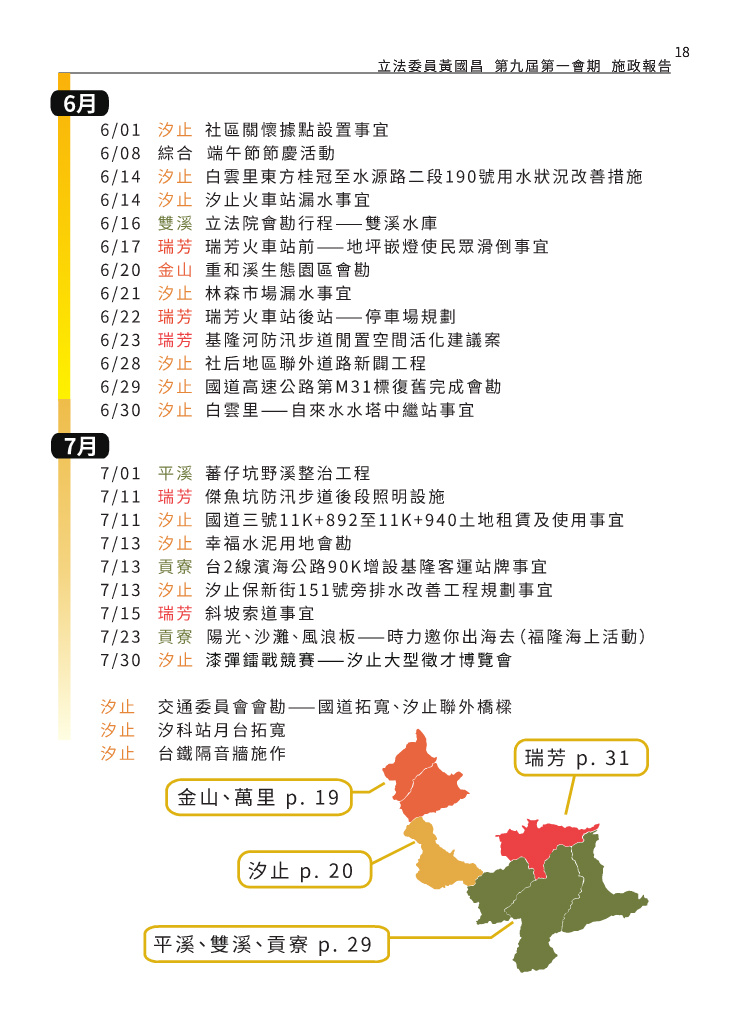 18
立法委員黃國昌 第九屆第一會期 施政報告
6月
6/01 汐止 社區關懷據點設置事宜
6/08 綜合 端午節節慶活動
6/14 汐止 白雲里東方桂冠至水源路二段190號用水狀況改善措施
6/14 汐止 汐止火車站漏水事宜
6/16 雙溪 立法院會勘行程——雙溪水庫
6/17 瑞芳 瑞芳火車站前——地坪嵌燈使民眾滑倒事宜
6/20 金山 重和溪生態園區會勘
6/21 汐止 林森市場漏水事宜
6/22 瑞芳 瑞芳火車站後站——停車場規劃
6/23 瑞芳 基隆河防汛步道閒置空間活化建議案
6/28 汐止 社后地區聯外道路新闢工程
6/29 汐止 國道高速公路第M31標復舊完成會勘
6/30 汐止 白雲里——自來水水塔中繼站事宜
7月
7/01 平溪 蕃仔坑野溪整治工程
7/11 瑞芳 傑魚坑防汛步道後段照明設施
7/11 汐止 國道三號11K+892至11K+940土地租賃及使用事宜
7/13 汐止 幸福水泥用地會勘
7/13 貢寮 台2線濱海公路90K增設基隆客運站牌事宜
7/13 汐止 汐止保新街151號旁排水改善工程規劃事宜
7/15 瑞芳 斜坡索道事宜
7/23 貢寮 陽光、沙灘、風浪板——時力邀你出海去（福隆海上活動）
7/30 汐止 漆彈鐳戰競賽——汐止大型徵才博覽會
汐止 交通委員會會勘——國道拓寬、汐止聯外橋樑
汐止 汐科站月台拓寬
汐止 台鐵隔音牆施作
瑞芳 p. 31
金山、萬里 p. 19
汐止 p. 20
平溪、雙溪、貢寮 p. 29